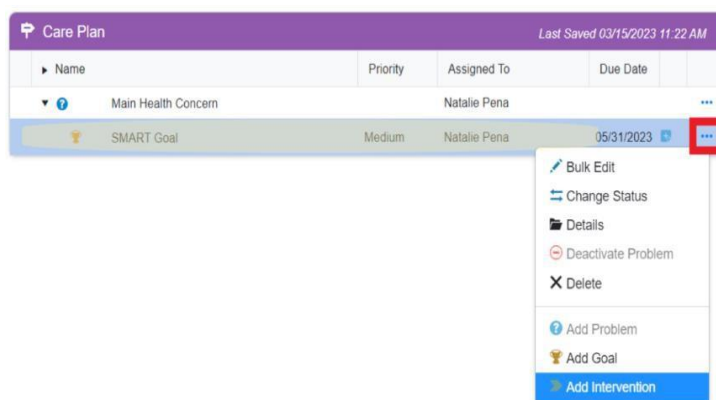 Care Plan Last Saved 03/15/2023 11:22 AM
Name Priority Assigned To Due Date
Main Health Concern Natalie Pena
SMART Goal Medium Natalie Pena 05/31/2023
Bulk Edit
Change Status
Details
Deactivate Problem
Delete
Add Problem
Add Goal
Add Intervention